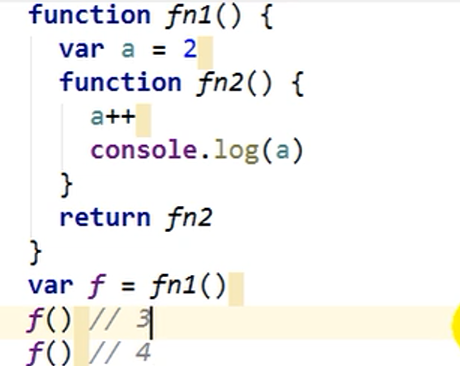 function fn1() {
var a = 2
function fn2() {
a++
console.log(a)
}
return fn2
}
var f = fn1()
f() // 3
f() // 4